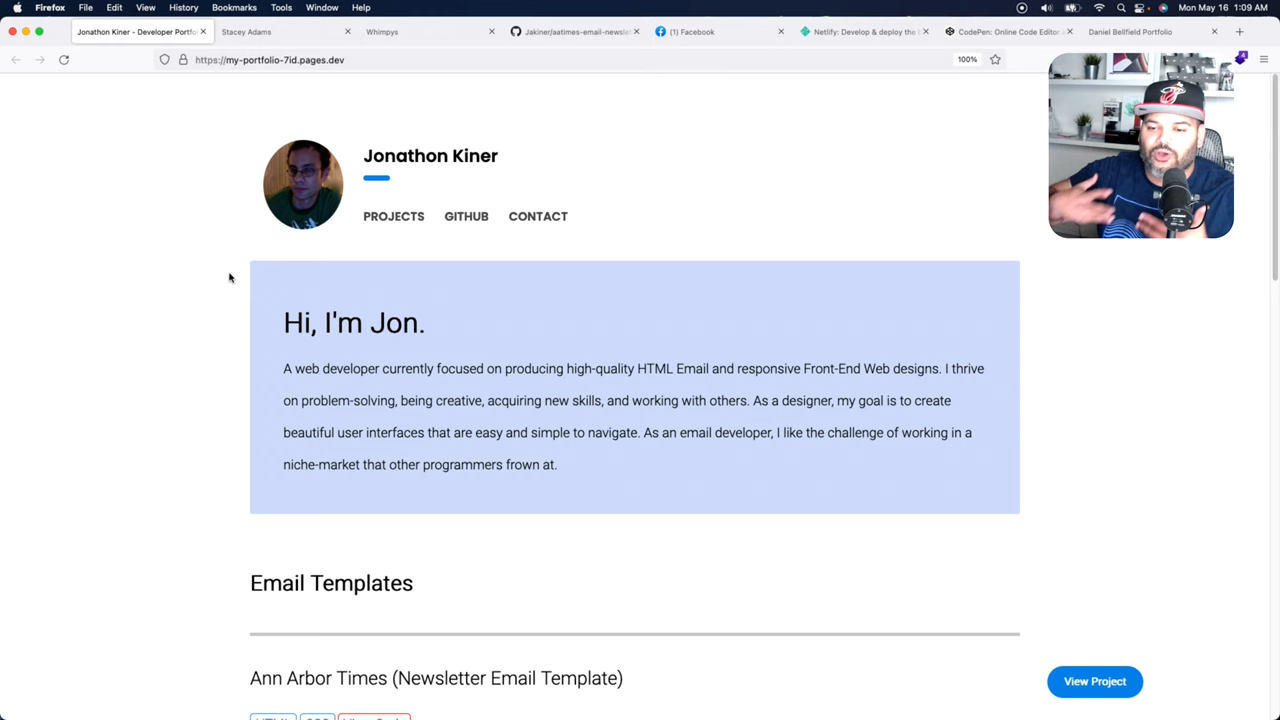 Firefox File Edit View History Bookmarks Tools Window Help Mon May 16 1:09 AM
Jonathon Kiner - Developer Portfo Stacey Adams Whimpys Jakiner/aatimes-email-newsle (1) Facebook Netlify: Develop & deploy the CodePen: Online Code Editor Daniel Bellfield Portfolio
https://my-portfolio-7id.pages.dev 100% 4
Jonathon Kiner
PROJECTS GITHUB CONTACT
Hi, I'm Jon.
A web developer currently focused on producing high-quality HTML Email and responsive Front-End Web designs. I thrive
on problem-solving, being creative, acquiring new skills, and working with others. As a designer, my goal is to create
beautiful user interfaces that are easy and simple to navigate. As an email developer, I like the challenge of working in a
niche-market that other programmers frown at.
Email Templates
Ann Arbor Times (Newsletter Email Template)
View Project